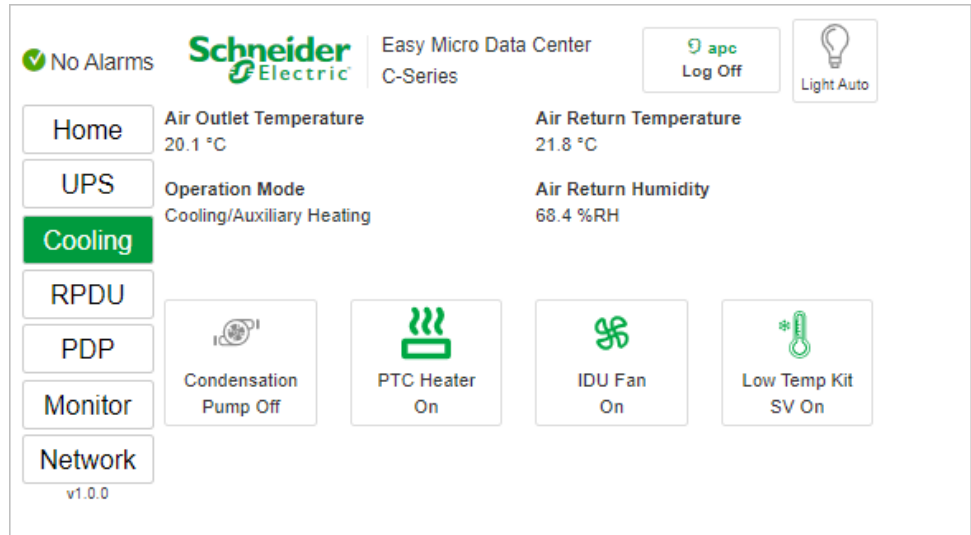 No Alarms
Schneider
Electric
Easy Micro Data Center
C-Series
apc
Log Off
Light Auto
Home
UPS
Cooling
RPDU
PDP
Monitor
Network
v1.0.0
Air Outlet Temperature
20.1 °C
Air Return Temperature
21.8 °C
Operation Mode
Cooling/Auxiliary Heating
Air Return Humidity
68.4 %RH
Condensation
Pump Off
PTC Heater
On
IDU Fan
On
Low Temp Kit
SV On